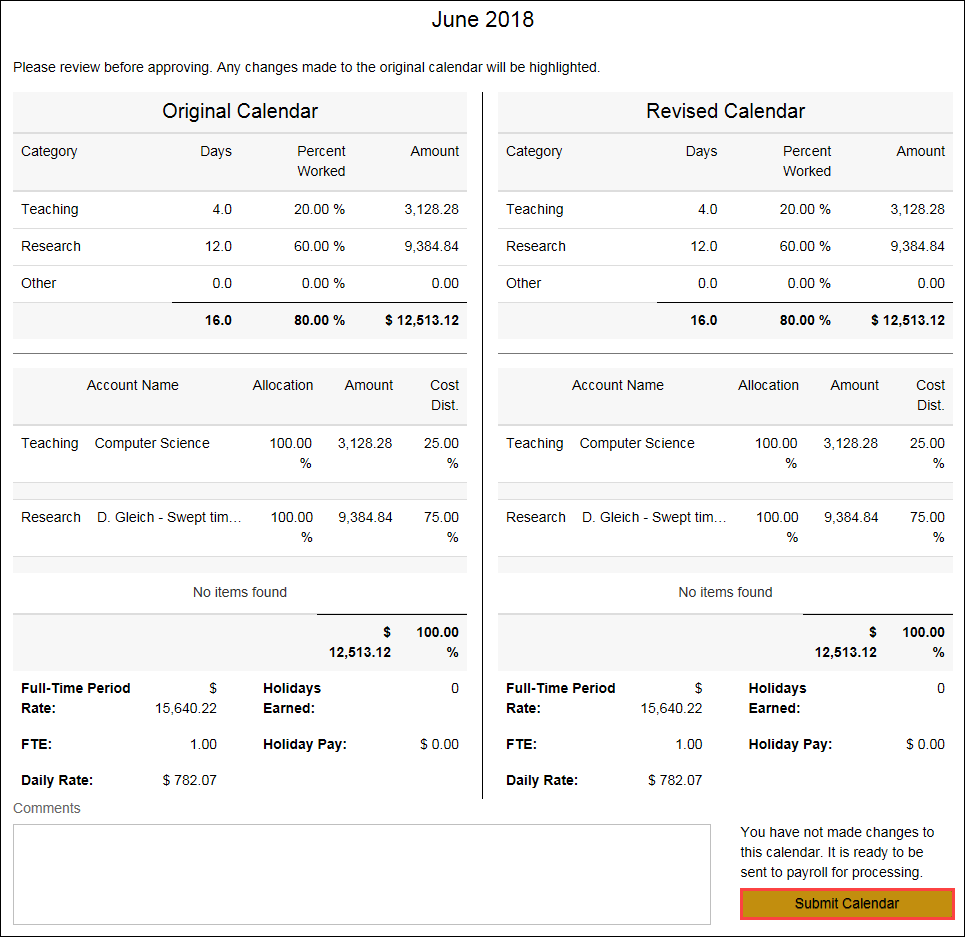 June 2018
Please review before approving. Any changes made to the original calendar will be highlighted.
Original Calendar
Category Days Percent Amount
Worked
Teaching 4.0 20.00 % 3,128.28
Research 12.0 60.00 % 9,384.84
Other 0.0 0.00 % 0.00
16.0 80.00 % $ 12,513.12
Account Name Allocation Amount Cost
Dist.
Teaching Computer Science 100.00 3,128.28 25.00
% %
Research D. Gleich - Swept tim... 100.00 9,384.84 75.00
% %
No items found
$ 100.00
12,513.12 %
Full-Time Period $ Holidays 0
Rate: 15,640.22 Earned:
FTE: 1.00 Holiday Pay: $ 0.00
Daily Rate: $ 782.07
Revised Calendar
Category Days Percent Amount
Worked
Teaching 4.0 20.00 % 3,128.28
Research 12.0 60.00 % 9,384.84
Other 0.0 0.00 % 0.00
16.0 80.00 % $ 12,513.12
Account Name Allocation Amount Cost
Dist.
Teaching Computer Science 100.00 3,128.28 25.00
% %
Research D. Gleich - Swept tim... 100.00 9,384.84 75.00
% %
No items found
$ 100.00
12,513.12 %
Full-Time Period $ Holidays 0
Rate: 15,640.22 Earned:
FTE: 1.00 Holiday Pay: $ 0.00
Daily Rate: $ 782.07
Comments
You have not made changes to
this calendar. It is ready to be
sent to payroll for processing.
Submit Calendar